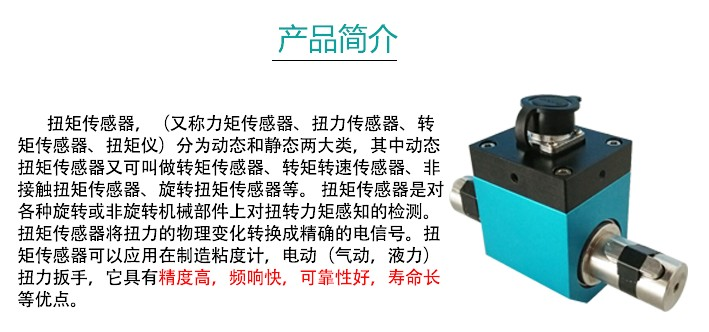 产品简介
扭矩传感器，（又称力矩传感器、扭力传感器、转
矩传感器、扭矩仪）分为动态和静态两大类，其中动态
扭矩传感器又可叫做转矩传感器、转矩转速传感器、非
接触扭矩传感器、旋转扭矩传感器等。 扭矩传感器是对
各种旋转或非旋转机械部件上对扭转力矩感知的检测。
扭矩传感器将扭力的物理变化转换成精确的电信号。扭
矩传感器可以应用在制造粘度计，电动（气动，液力）
扭力扳手，它具有精度高，频响快，可靠性好，寿命长
等优点。